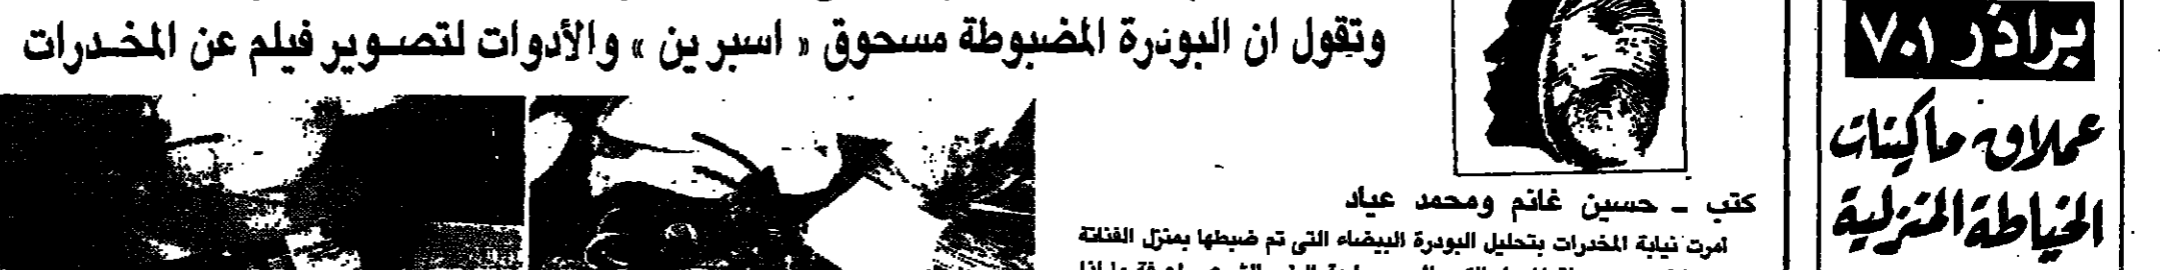 وتقول ان البودرة المضبوطة مسحوق « اسبرين » والأدوات لتصوير فيلم عن المخدرات
كتب ـ حسين غانم ومحمد عياد
أمرت نيابة المخدرات بتحليل البودرة البيضاء التى تم ضبطها بمنزل الفنانة
براذر ٧٠١
عملاق ماكينات
الخياطة المنزلية